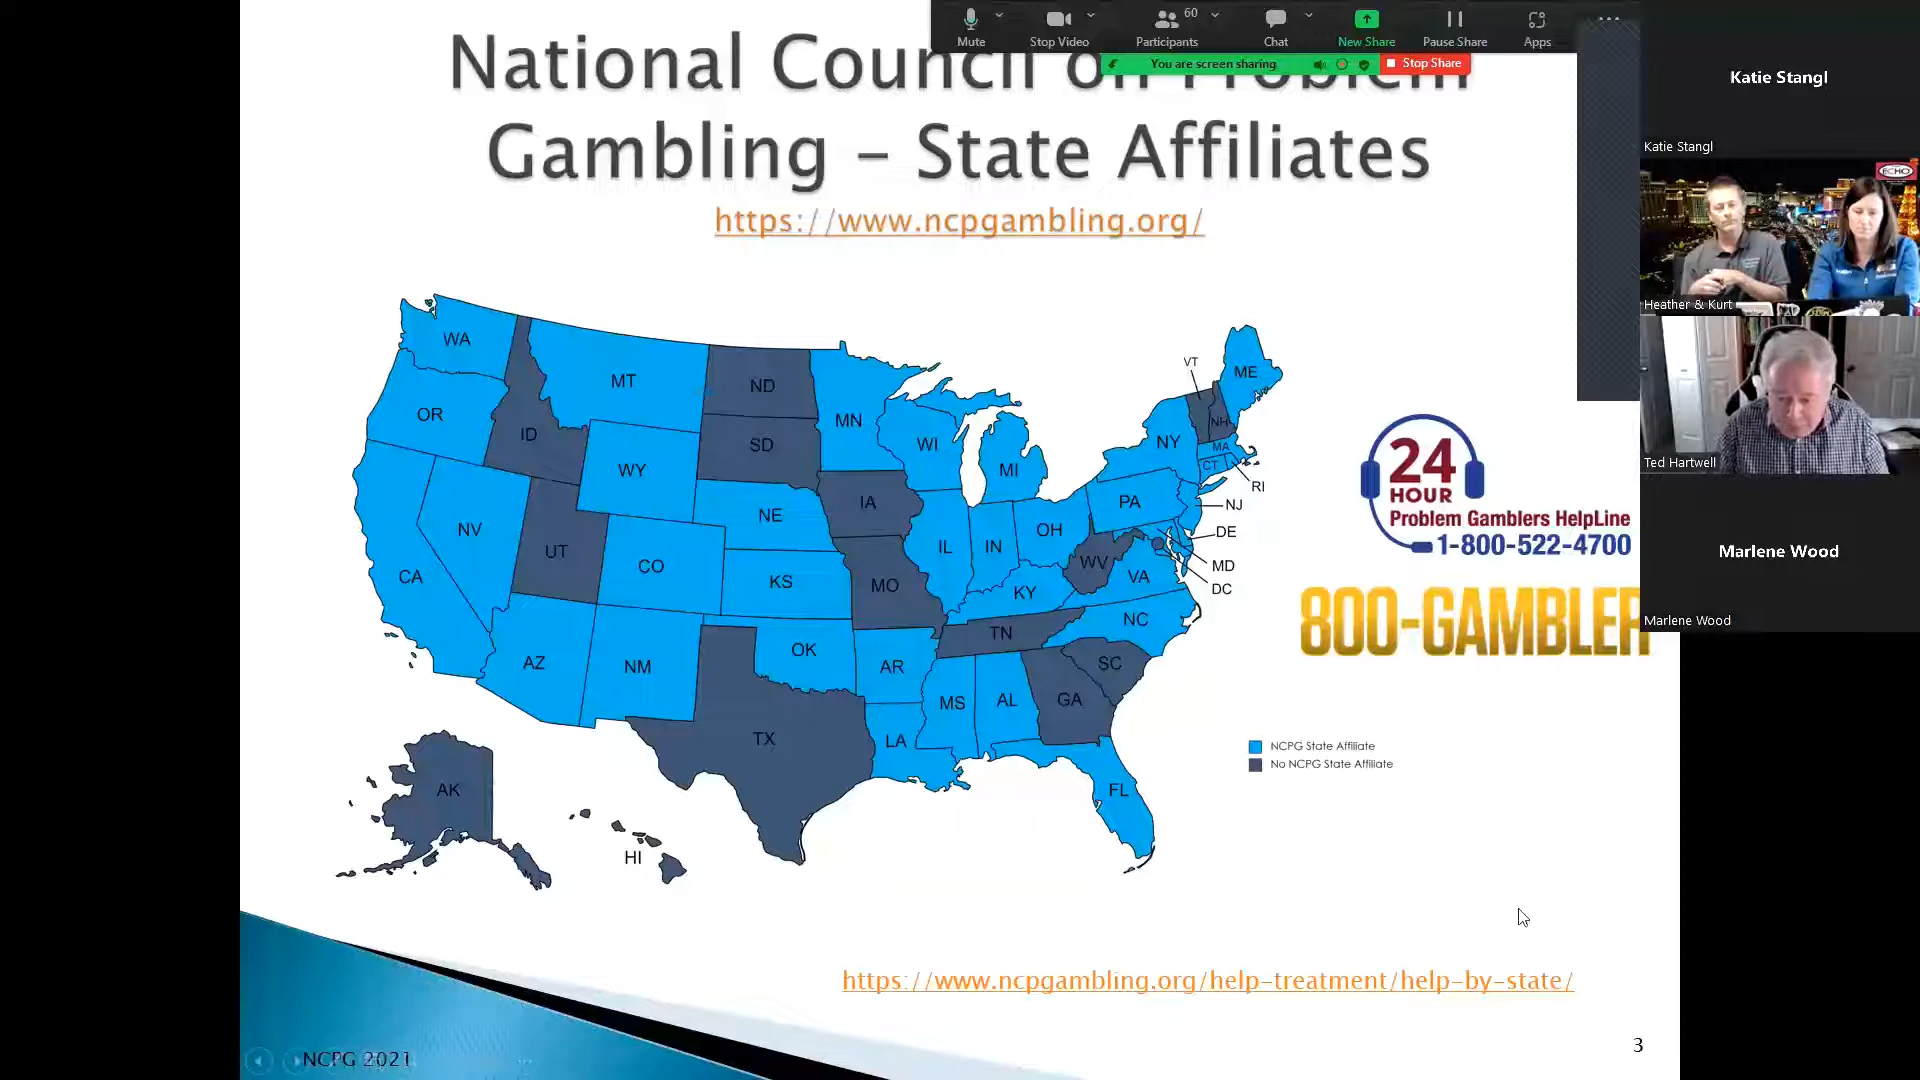 Mute
Stop Video
60
Participants
Chat
New Share
Pause Share
Apps
You are screen sharing
Stop Share
National Council on Problem
Gambling – State Affiliates
https://www.ncpgambling.org/
WA
OR
CA
NV
ID
MT
WY
UT
AZ
CO
NM
ND
SD
NE
KS
OK
TX
MN
IA
MO
AR
LA
WI
IL
MI
IN
OH
KY
TN
MS
AL
GA
FL
SC
NC
VA
WV
PA
NY
VT
NH
ME
MA
CT
RI
NJ
DE
MD
DC
AK
HI
24
HOUR
Problem Gamblers HelpLine
1-800-522-4700
800-GAMBLER
NCPG State Affiliate
No NCPG State Affiliate
https://www.ncpgambling.org/help-treatment/help-by-state/
NCPG 2021
3
Katie Stangl
Katie Stangl
ECHO
Heather & Kurt
Ted Hartwell
Marlene Wood
Marlene Wood